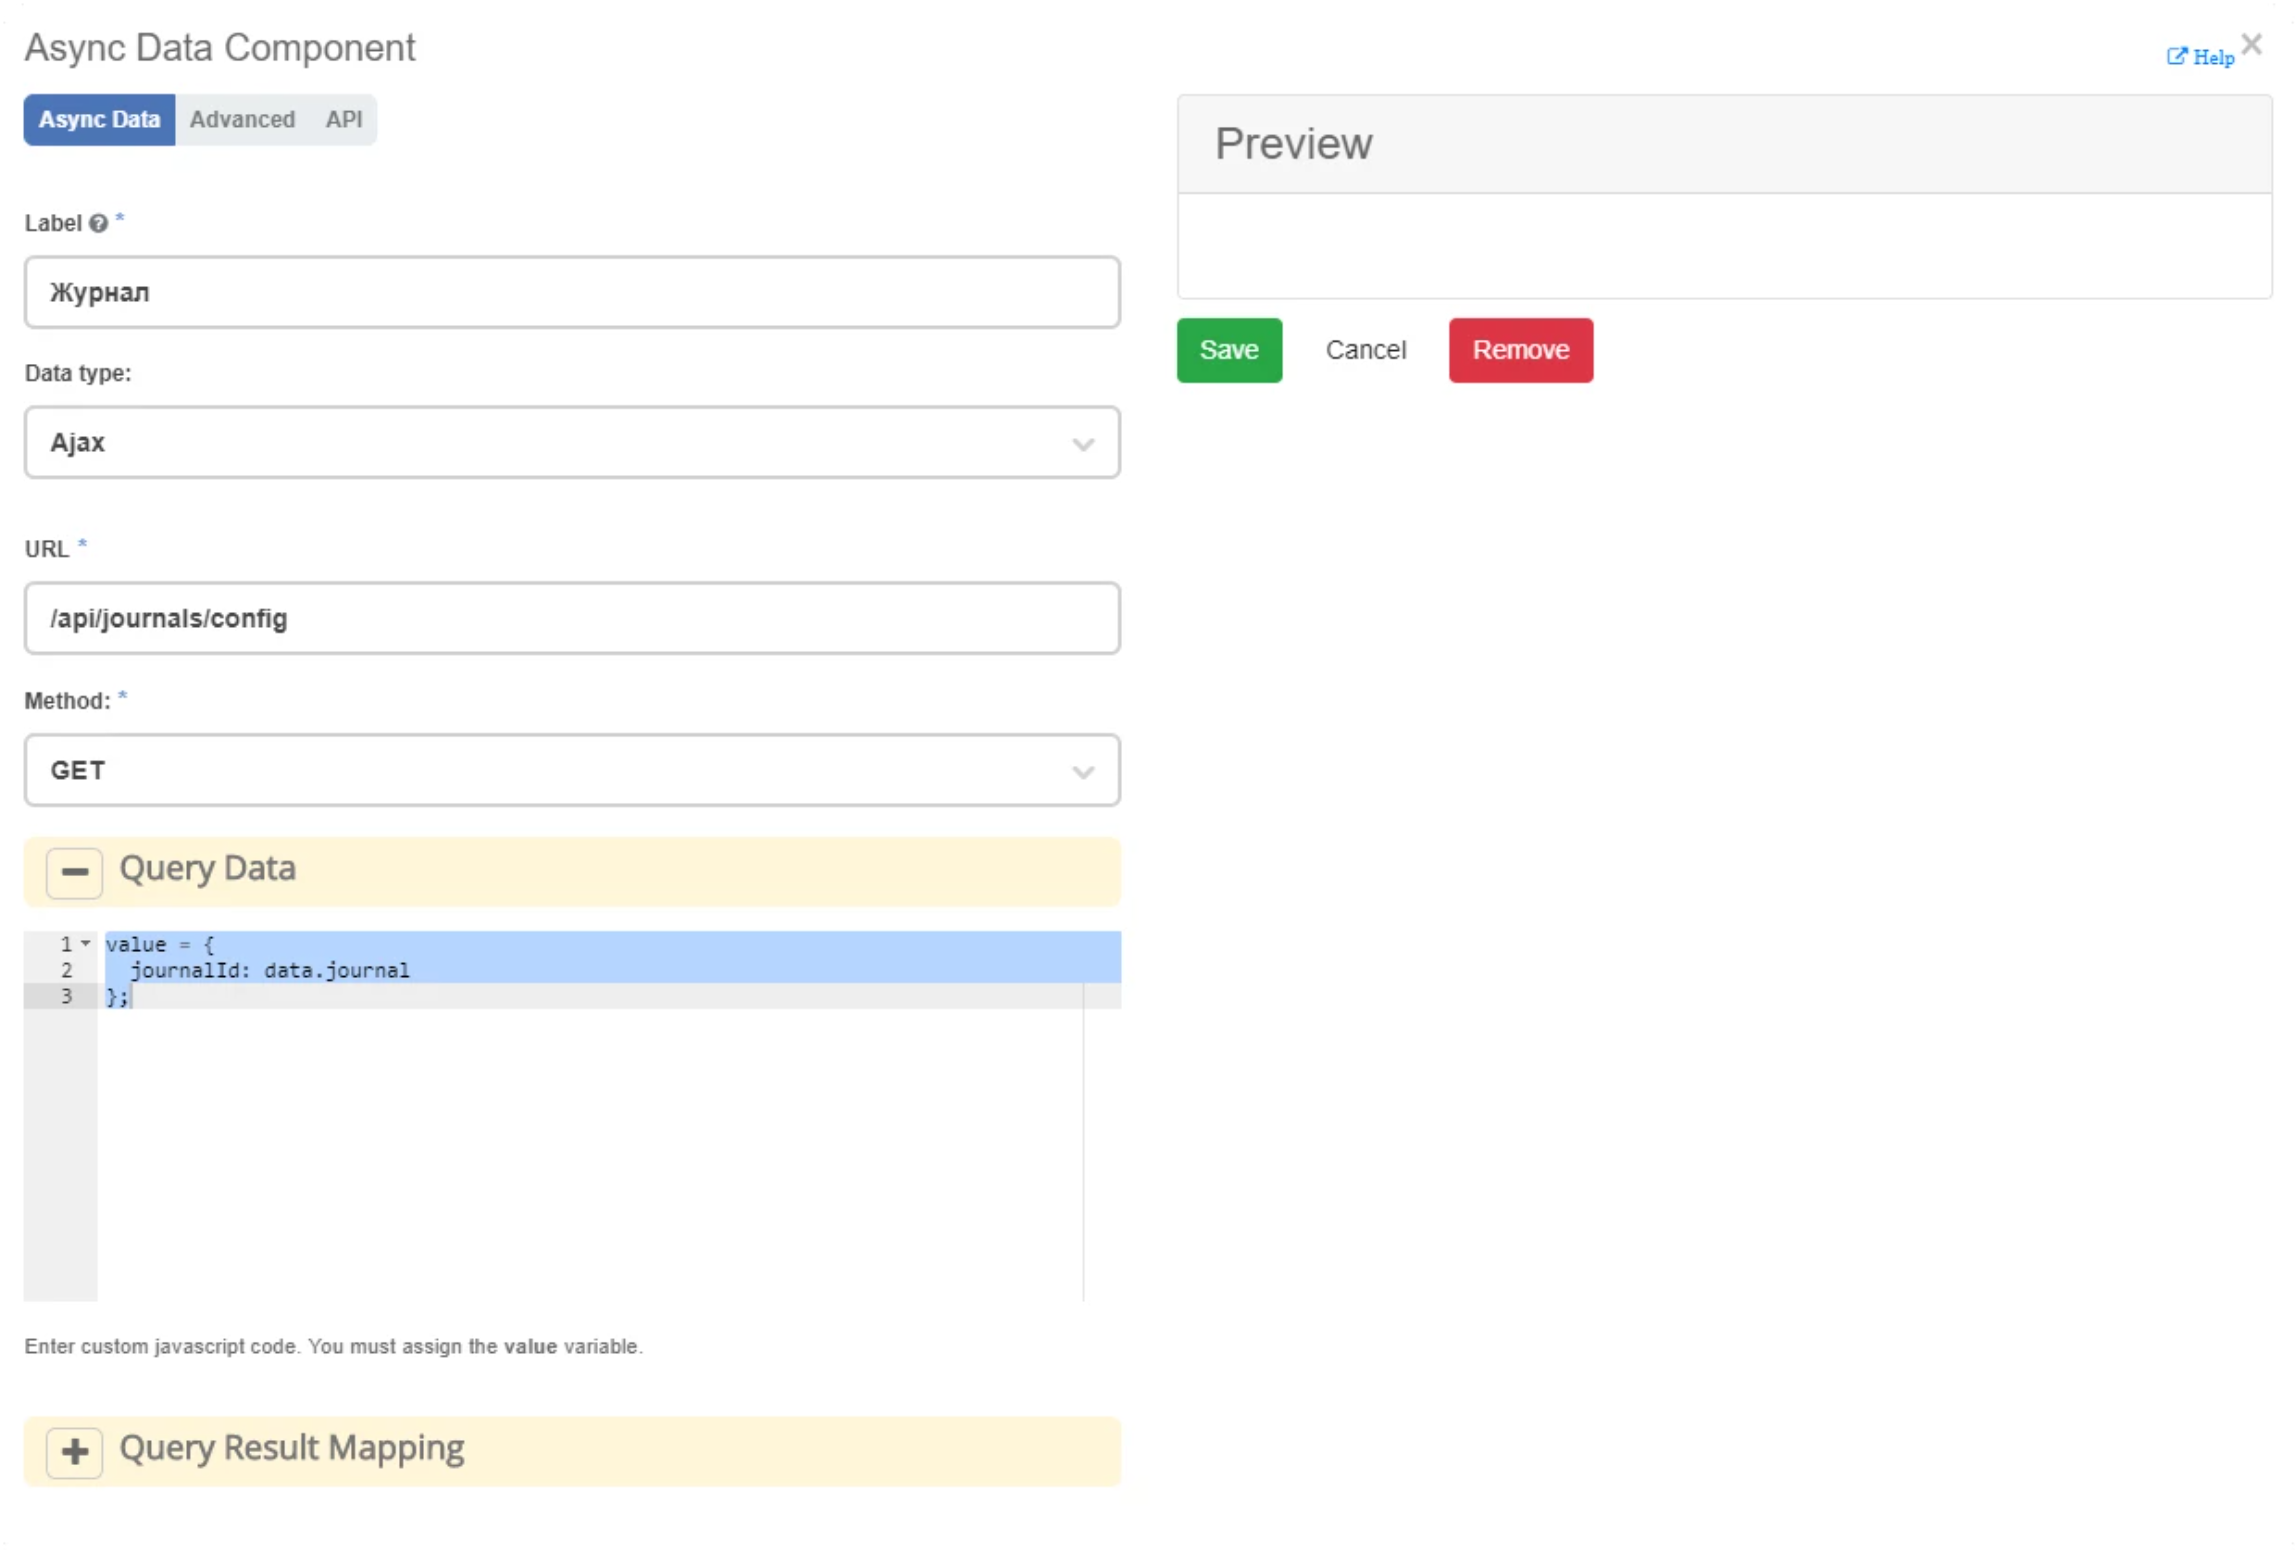 Async Data Component
Help
Async Data Advanced API
Label *
Журнал
Data type:
Ajax
URL *
/api/journals/config
Method: *
GET
Query Data
1 value = {
2 journalId: data.journal
3 };
Enter custom javascript code. You must assign the value variable.
Query Result Mapping
Preview
Save Cancel Remove